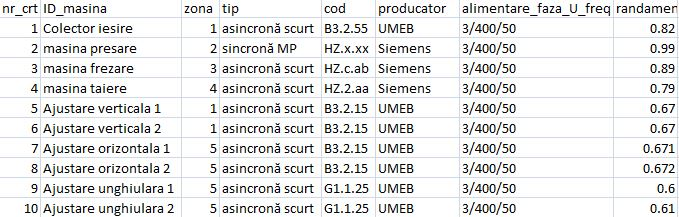 nr_crt ID_masina zona tip cod producator alimentare_faza_U_freq randamen
1 Colector iesire 1 asincronă scurt B3.2.55 UMEB 3/400/50 0.82
2 masina presare 2 sincronă MP HZ.x.xx Siemens 3/400/50 0.99
3 masina frezare 3 asincronă scurt HZ.c.ab Siemens 3/400/50 0.89
4 masina taiere 4 asincronă scurt HZ.2.aa Siemens 3/400/50 0.79
5 Ajustare verticala 1 1 asincronă scurt B3.2.15 UMEB 3/400/50 0.67
6 Ajustare verticala 2 1 asincronă scurt B3.2.15 UMEB 3/400/50 0.67
7 Ajustare orizontala 1 5 asincronă scurt B3.2.15 UMEB 3/400/50 0.671
8 Ajustare orizontala 2 5 asincronă scurt B3.2.15 UMEB 3/400/50 0.672
9 Ajustare unghiulara 1 5 asincronă scurt G1.1.25 UMEB 3/400/50 0.6
10 Ajustare unghiulara 2 5 asincronă scurt G1.1.25 UMEB 3/400/50 0.61